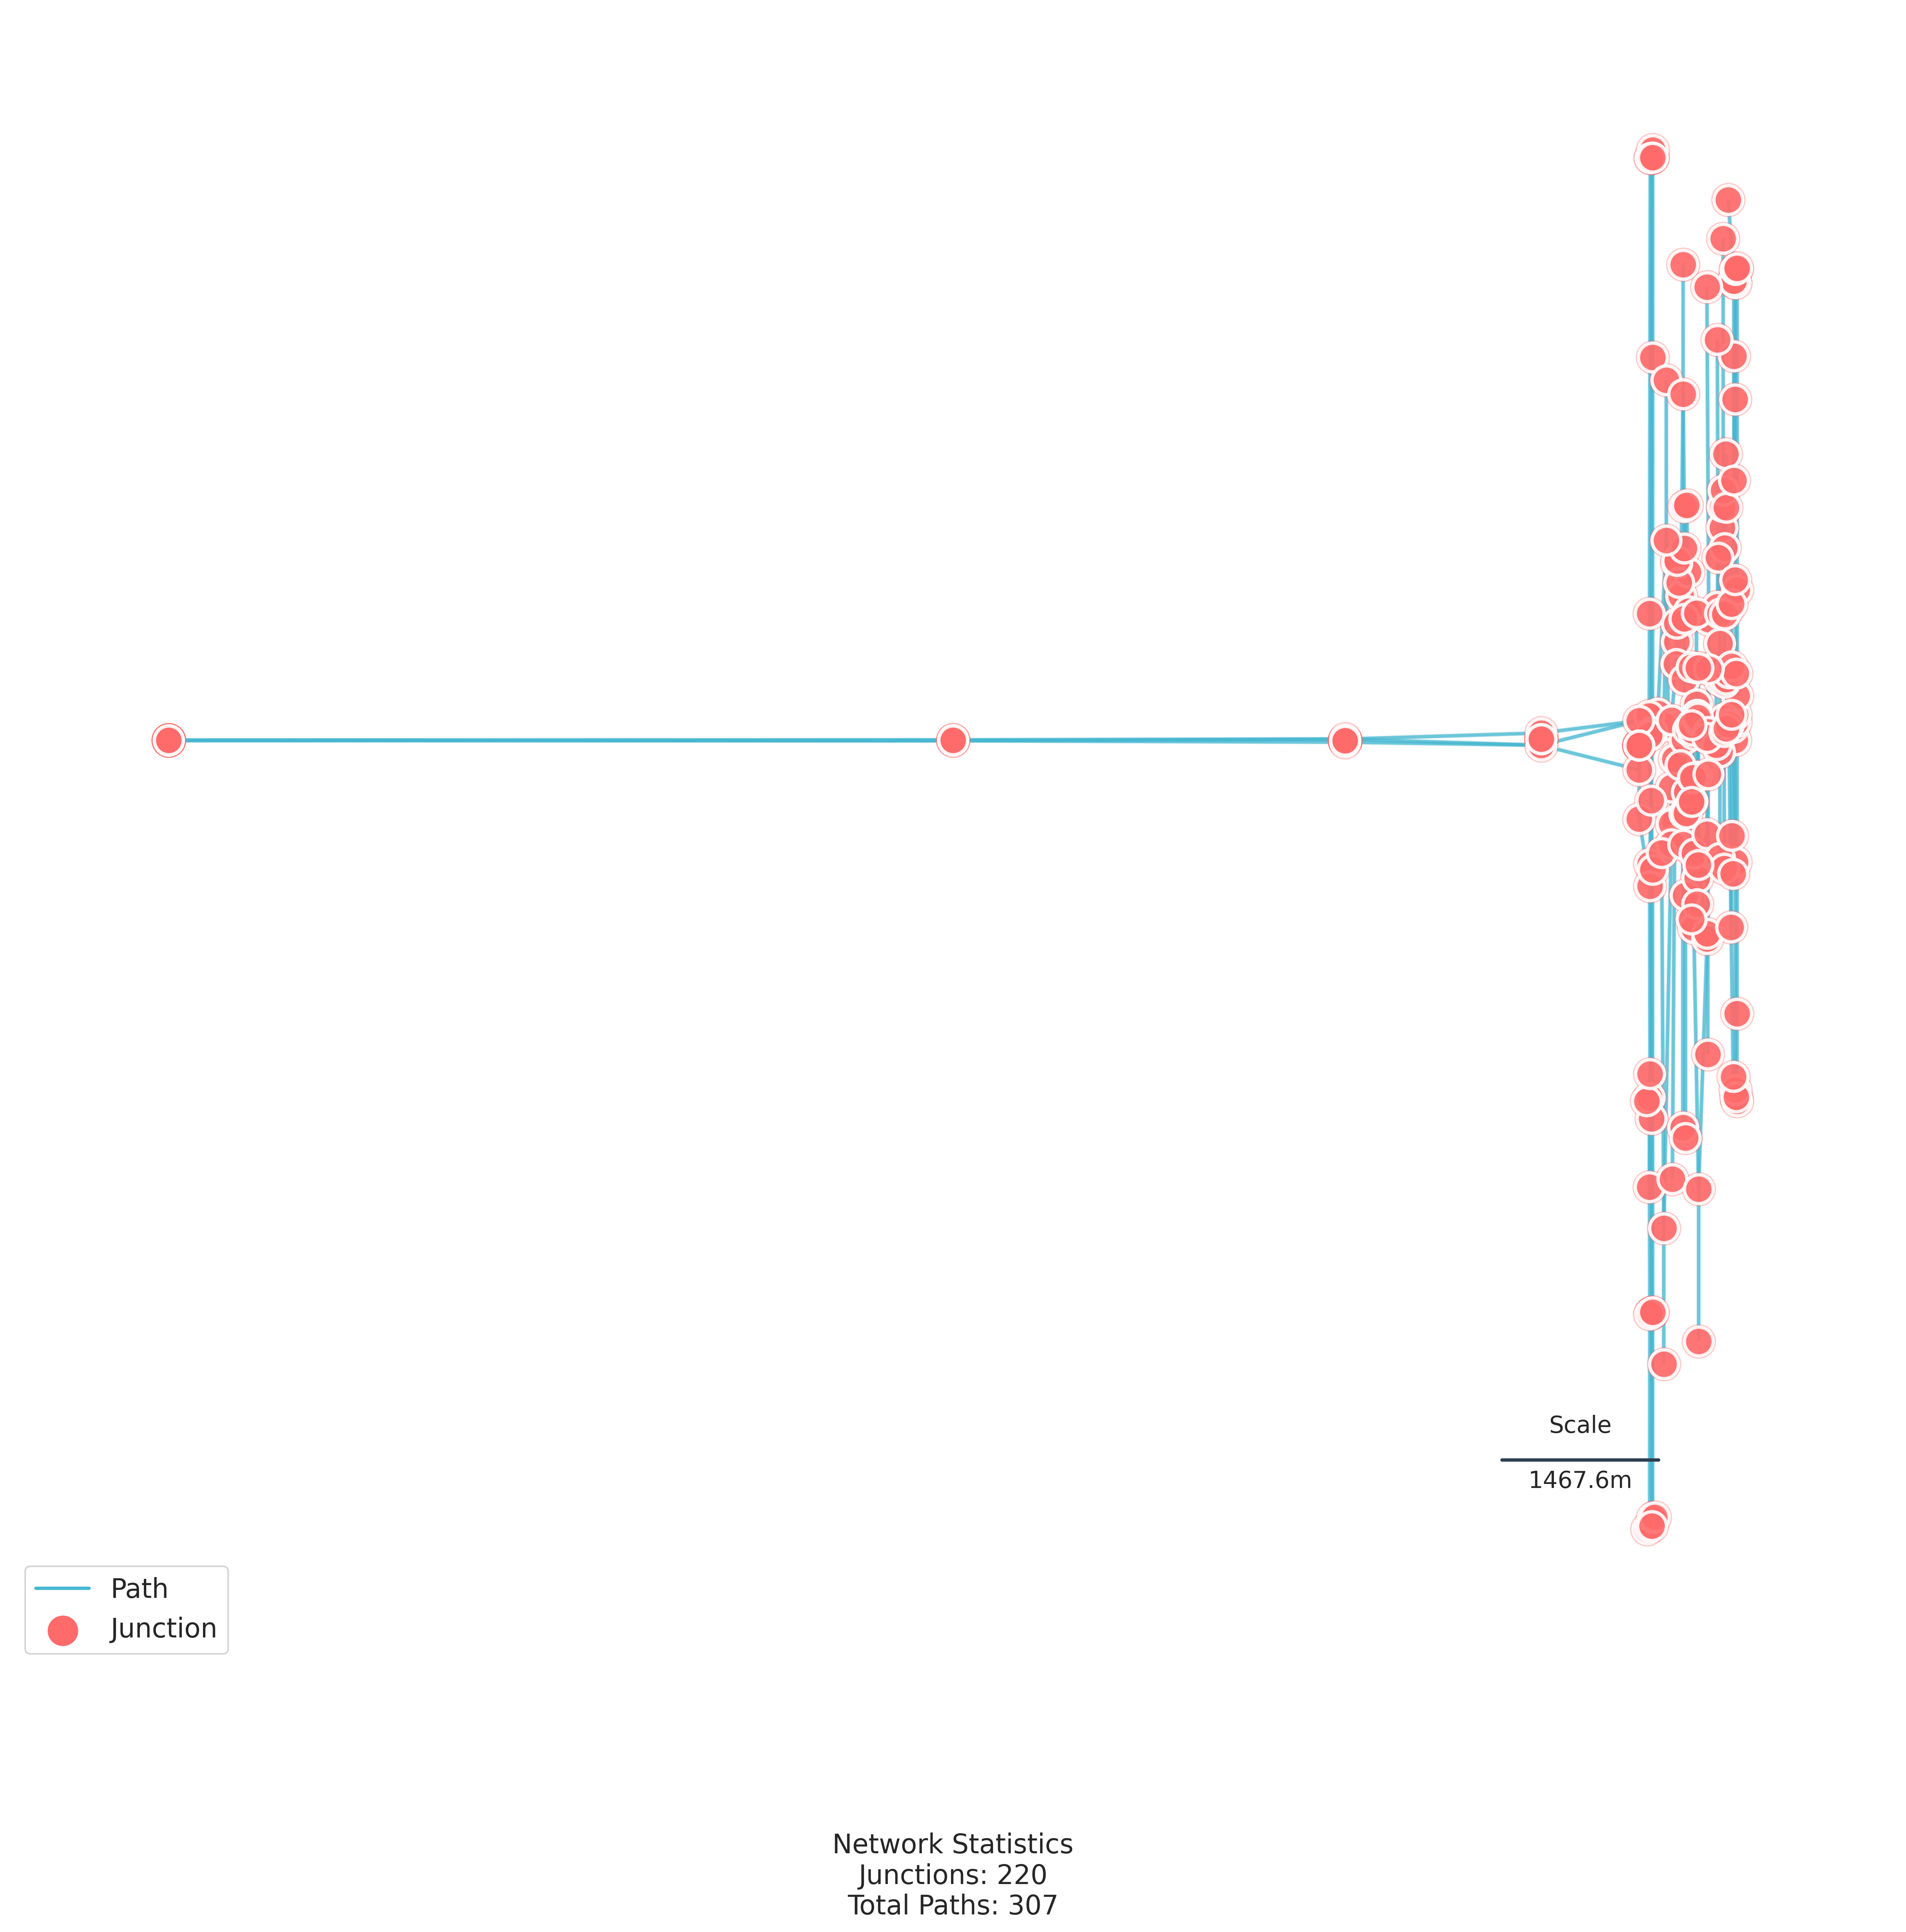 Scale
1467.6m
Path
Junction
Network Statistics
Junctions: 220
Total Paths: 307